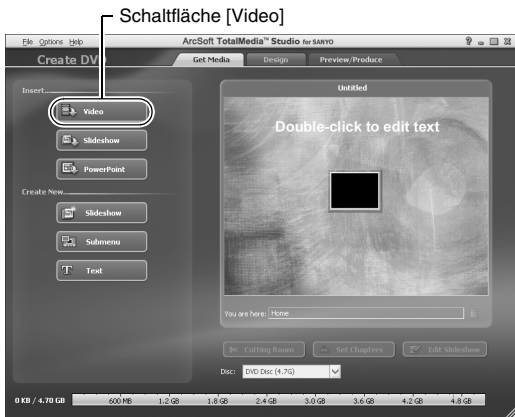 Schaltfläche [Video]
File Options Help
ArcSoft TotalMedia™ Studio for SANYO
Create DVD
Get Media
Design
Preview/Produce
Insert
Video
Slideshow
PowerPoint
Create New
Slideshow
Submenu
Text
Untitled
Double-click to edit text
You are here: Home
Cutting Room
Set Chapters
Edit Slideshow
Disc: DVD Disc (4.7G)
0 KB / 4.70 GB 600 MB 1.2 GB 1.8 GB 2.4 GB 3.0 GB 3.6 GB 4.2 GB 4.8 GB